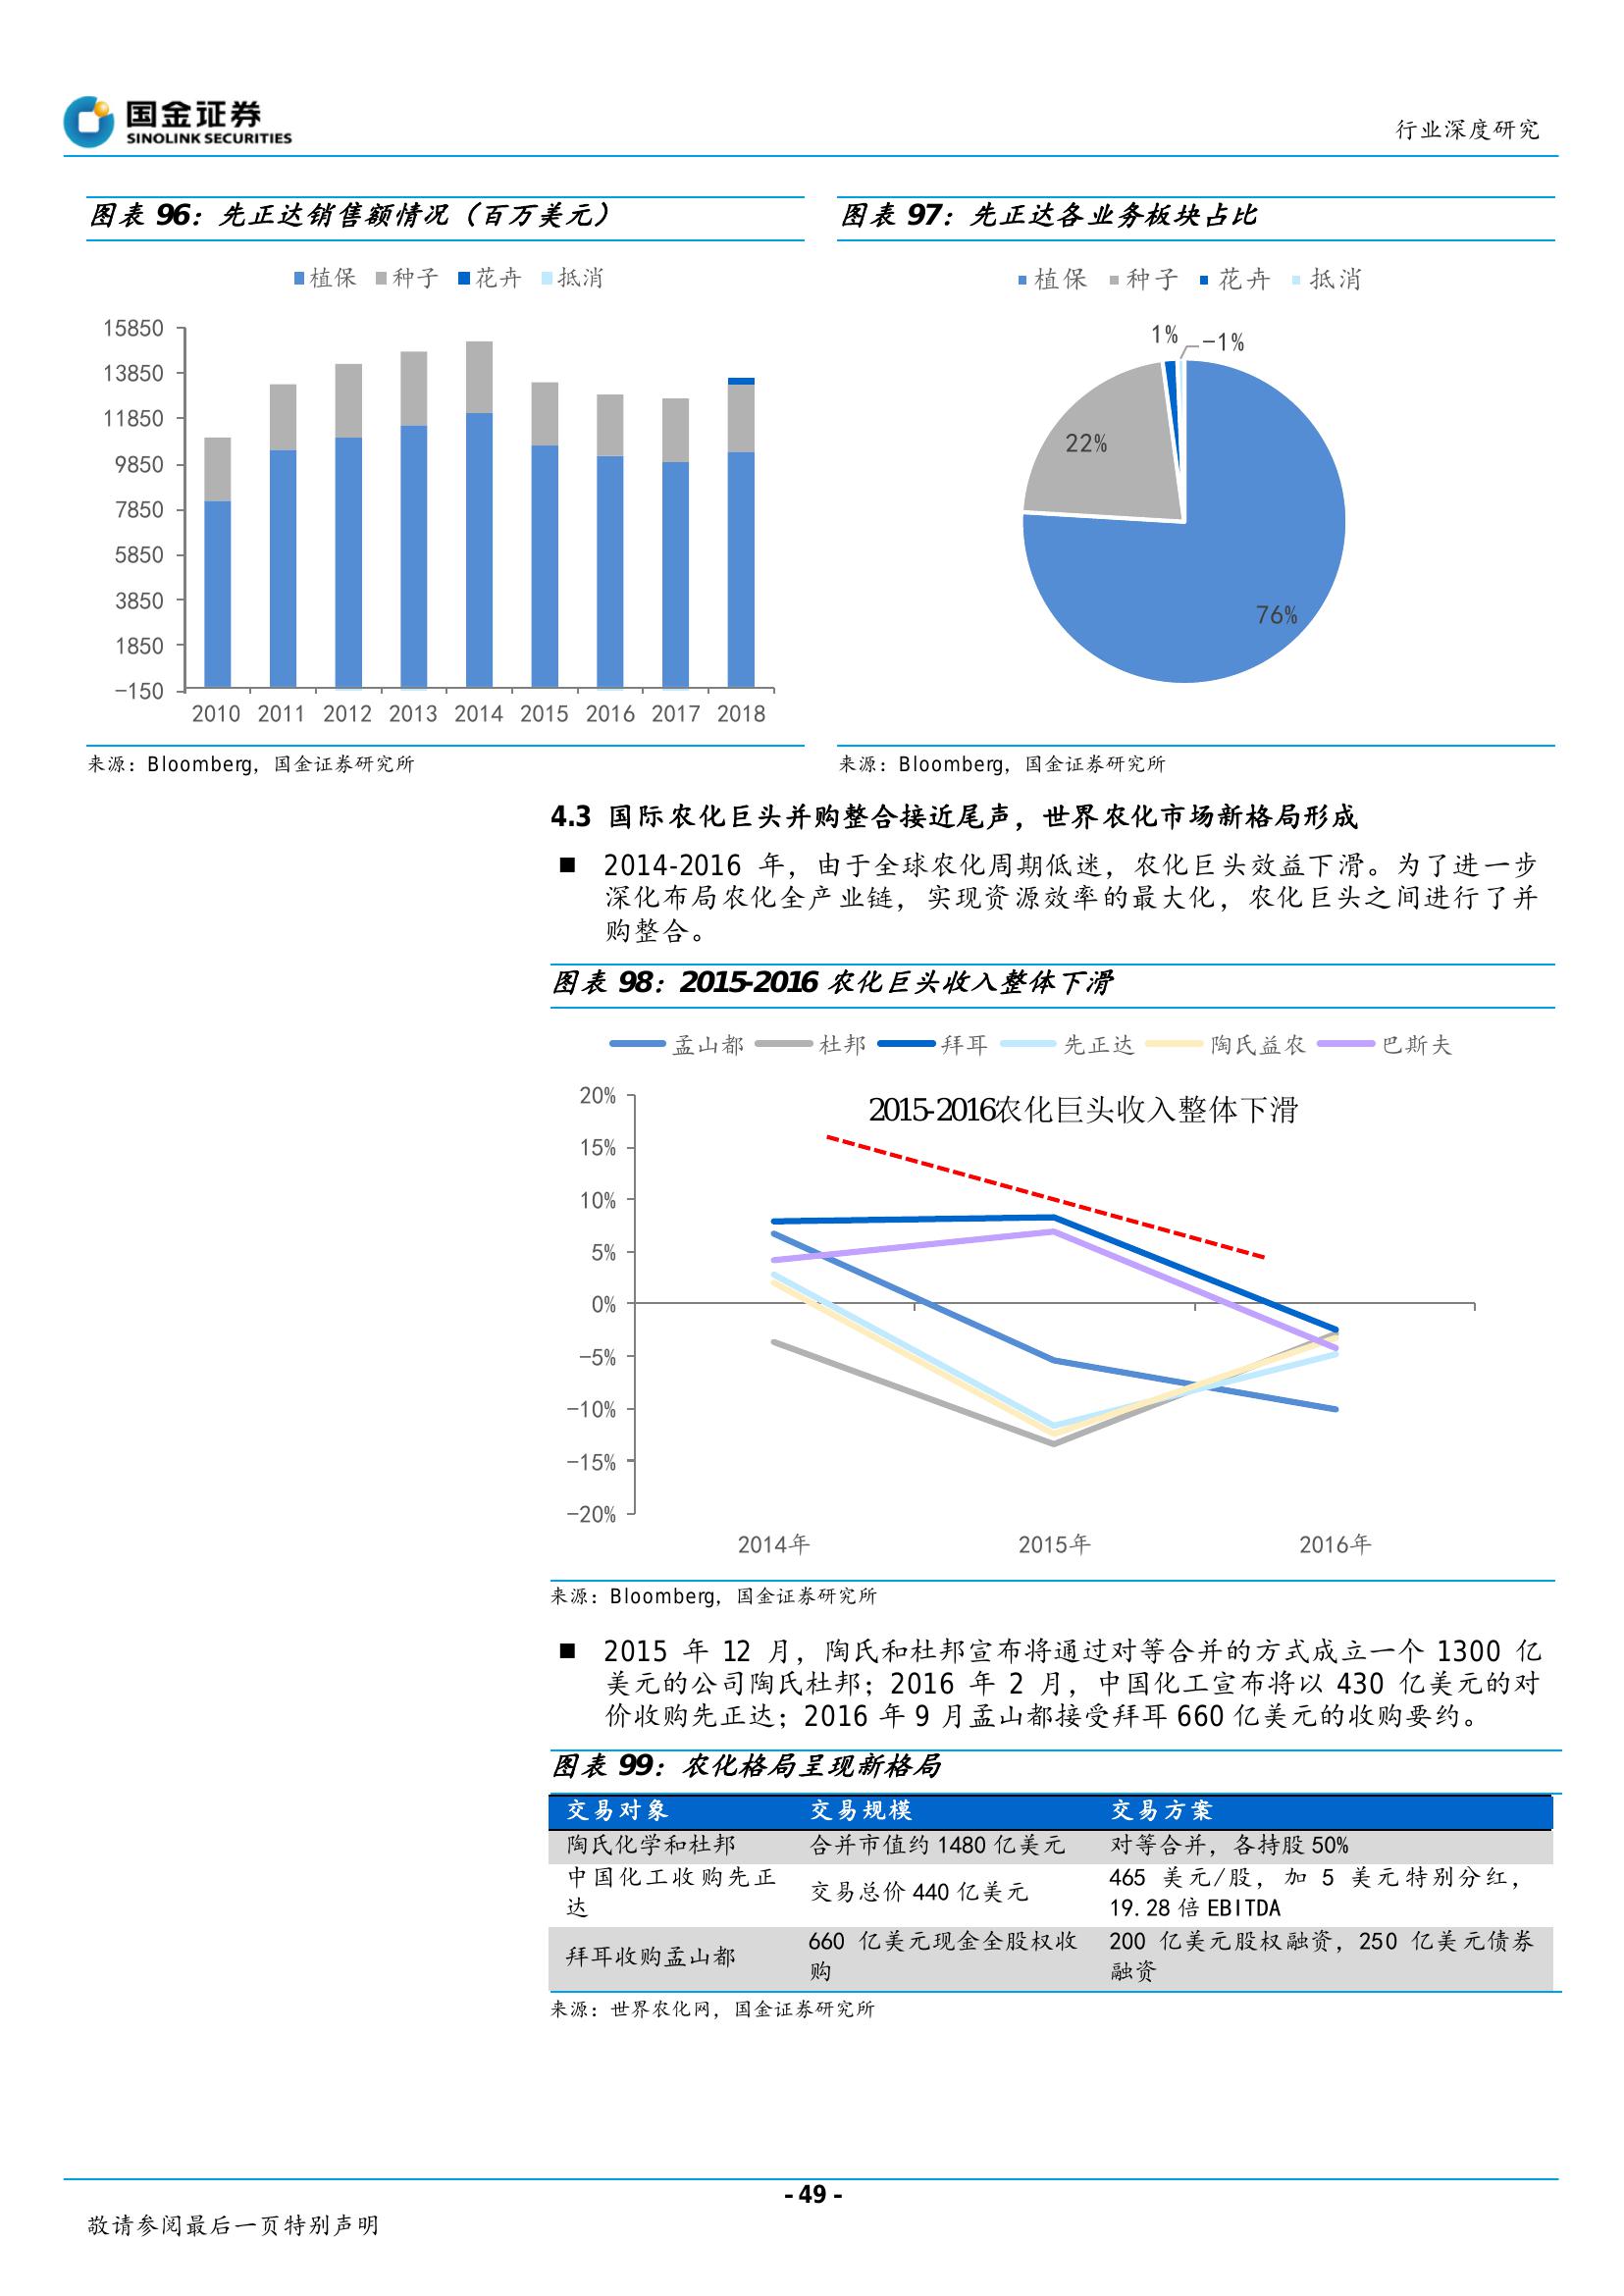 国金证券
SINOLINK SECURITIES
行业深度研究
图表 96：先正达销售额情况（百万美元）
植保 种子 花卉 抵消
15850
13850
11850
9850
7850
5850
3850
1850
-150
2010 2011 2012 2013 2014 2015 2016 2017 2018
来源：Bloomberg，国金证券研究所
图表 97：先正达各业务板块占比
植保 种子 花卉 抵消
1%
-1%
22%
76%
来源：Bloomberg，国金证券研究所
4.3 国际农化巨头并购整合接近尾声，世界农化市场新格局形成
■ 2014-2016 年，由于全球农化周期低迷，农化巨头效益下滑。为了进一步
深化布局农化全产业链，实现资源效率的最大化，农化巨头之间进行了并
购整合。
图表 98：2015-2016 农化巨头收入整体下滑
孟山都 杜邦 拜耳 先正达 陶氏益农 巴斯夫
2015-2016农化巨头收入整体下滑
20%
15%
10%
5%
0%
-5%
-10%
-15%
-20%
2014年 2015年 2016年
来源：Bloomberg，国金证券研究所
■ 2015 年 12 月，陶氏和杜邦宣布将通过对等合并的方式成立一个 1300 亿
美元的公司陶氏杜邦；2016 年 2 月，中国化工宣布将以 430 亿美元的对
价收购先正达；2016 年 9 月孟山都接受拜耳 660 亿美元的收购要约。
图表 99：农化格局呈现新格局
交易对象 交易规模 交易方案
陶氏化学和杜邦 合并市值约 1480 亿美元 对等合并，各持股 50%
中国化工收购先正
达
交易总价 440 亿美元
465 美元/股，加 5 美元特别分红，
19.28 倍 EBITDA
拜耳收购孟山都
660 亿美元现金全股权收
购
200 亿美元股权融资，250 亿美元债券
融资
来源：世界农化网，国金证券研究所
- 49 -
敬请参阅最后一页特别声明